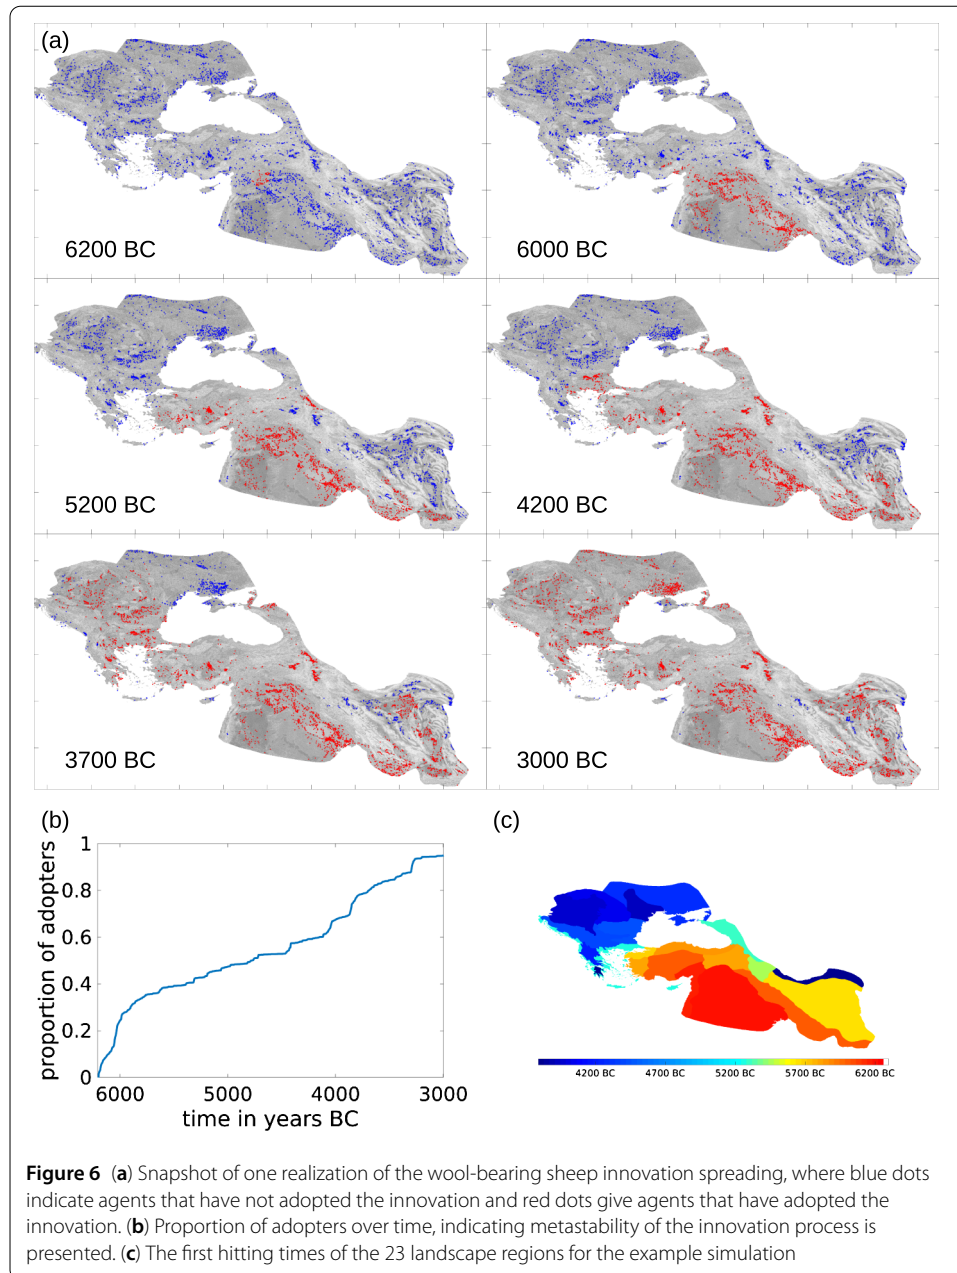 (a)
6200 BC
6000 BC
5200 BC
4200 BC
3700 BC
3000 BC
(b)
proportion of adopters
1
0.8
0.6
0.4
0.2
0
6000 5000 4000 3000
time in years BC
(c)
4200 BC 4700 BC 5200 BC 5700 BC 6200 BC
Figure 6 (a) Snapshot of one realization of the wool-bearing sheep innovation spreading, where blue dots
indicate agents that have not adopted the innovation and red dots give agents that have adopted the
innovation. (b) Proportion of adopters over time, indicating metastability of the innovation process is
presented. (c) The first hitting times of the 23 landscape regions for the example simulation